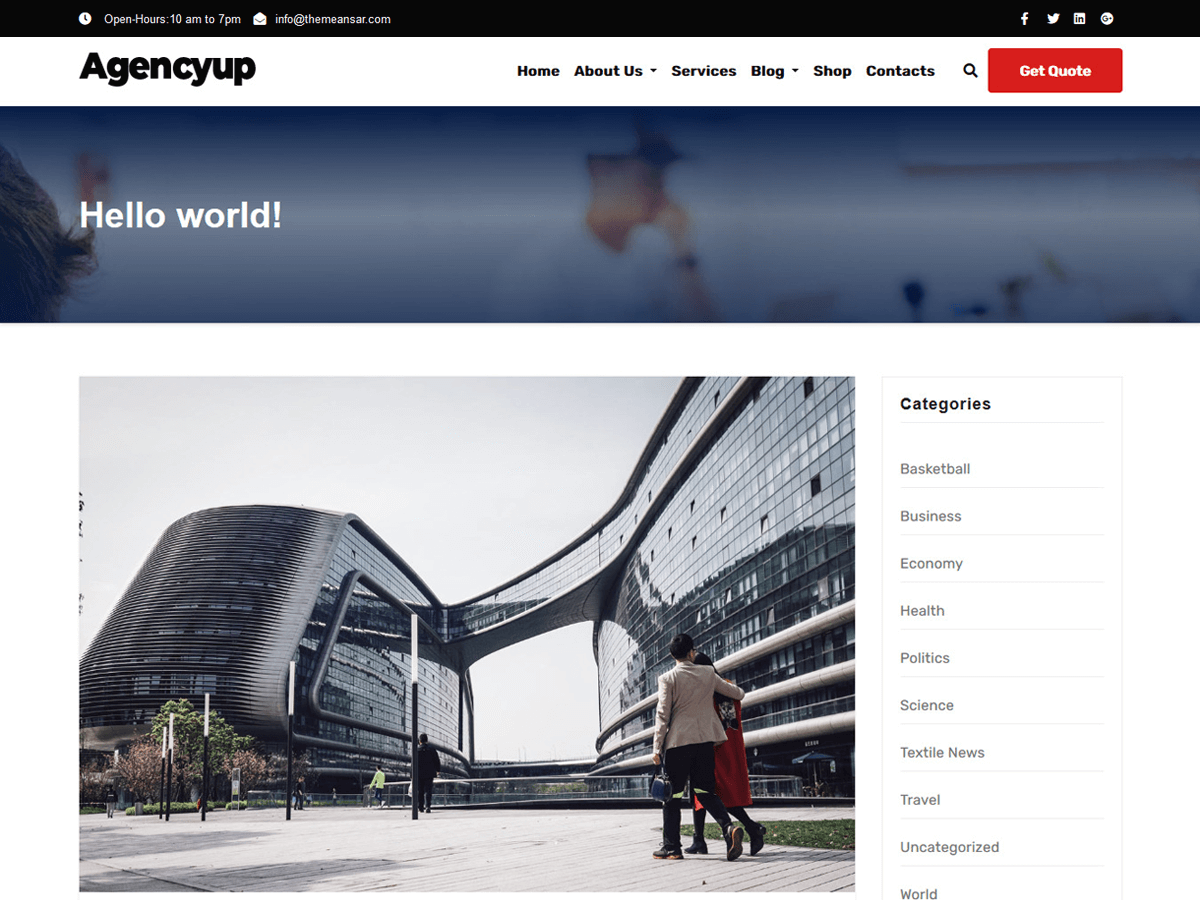 Open-Hours:10 am to 7pm info@themeansar.com
Agencyup
Home About Us Services Blog Shop Contacts Get Quote
Hello world!
Categories
Basketball
Business
Economy
Health
Politics
Science
Textile News
Travel
Uncategorized
World